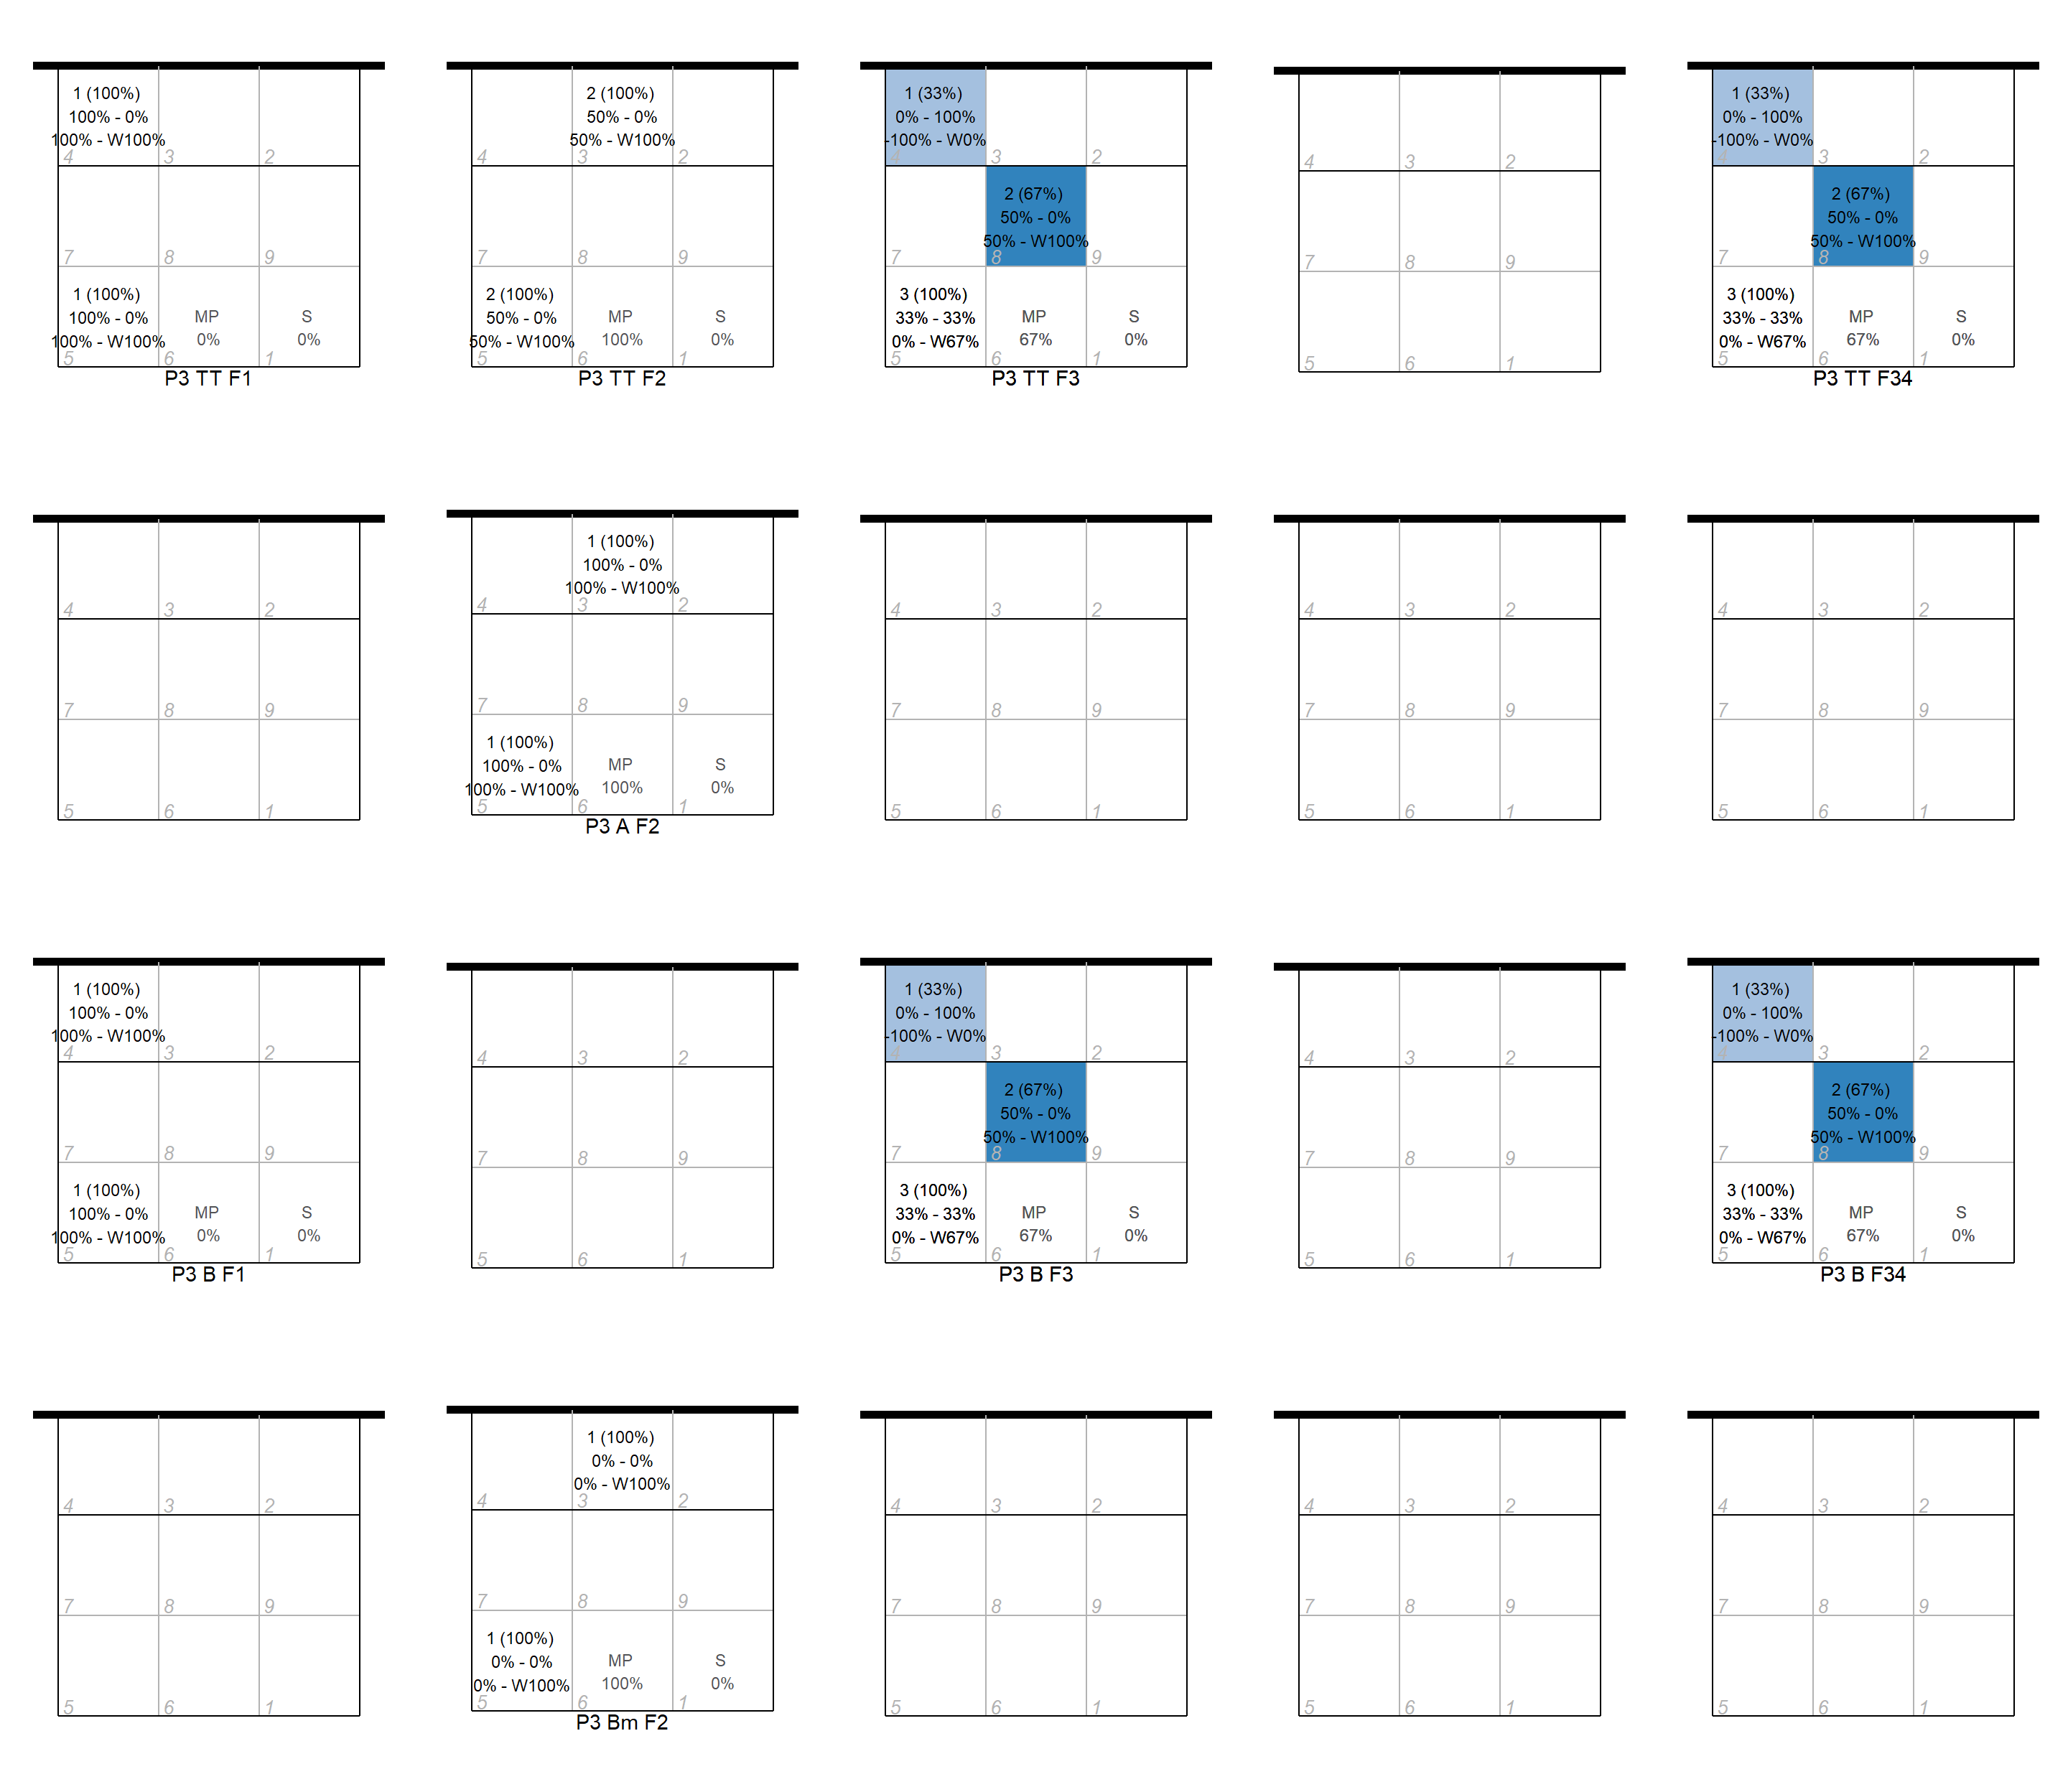 1 (100%)
100% - 0%
100% - W100%
4 3 2
7 8 9
1 (100%)
100% - 0%
100% - W100%
MP
0%
S
0%
5 6 1
P3 TT F1
2 (100%)
50% - 0%
50% - W100%
4 3 2
7 8 9
2 (100%)
50% - 0%
50% - W100%
MP
100%
S
0%
5 6 1
P3 TT F2
1 (33%)
0% - 100%
-100% - W0%
4 3 2
2 (67%)
50% - 0%
50% - W100%
7 8 9
3 (100%)
33% - 33%
0% - W67%
MP
67%
S
0%
5 6 1
P3 TT F3
4 3 2
7 8 9
5 6 1
1 (33%)
0% - 100%
-100% - W0%
4 3 2
2 (67%)
50% - 0%
50% - W100%
7 8 9
3 (100%)
33% - 33%
0% - W67%
MP
67%
S
0%
5 6 1
P3 TT F34
4 3 2
7 8 9
5 6 1
1 (100%)
100% - 0%
100% - W100%
4 3 2
7 8 9
1 (100%)
100% - 0%
100% - W100%
MP
100%
S
0%
5 6 1
P3 A F2
4 3 2
7 8 9
5 6 1
4 3 2
7 8 9
5 6 1
4 3 2
7 8 9
5 6 1
1 (100%)
100% - 0%
100% - W100%
4 3 2
7 8 9
1 (100%)
100% - 0%
100% - W100%
MP
0%
S
0%
5 6 1
P3 B F1
4 3 2
7 8 9
5 6 1
1 (33%)
0% - 100%
-100% - W0%
4 3 2
2 (67%)
50% - 0%
50% - W100%
7 8 9
3 (100%)
33% - 33%
0% - W67%
MP
67%
S
0%
5 6 1
P3 B F3
4 3 2
7 8 9
5 6 1
1 (33%)
0% - 100%
-100% - W0%
4 3 2
2 (67%)
50% - 0%
50% - W100%
7 8 9
3 (100%)
33% - 33%
0% - W67%
MP
67%
S
0%
5 6 1
P3 B F34
4 3 2
7 8 9
5 6 1
1 (100%)
0% - 0%
0% - W100%
4 3 2
7 8 9
1 (100%)
0% - 0%
0% - W100%
MP
100%
S
0%
5 6 1
P3 Bm F2
4 3 2
7 8 9
5 6 1
4 3 2
7 8 9
5 6 1
4 3 2
7 8 9
5 6 1